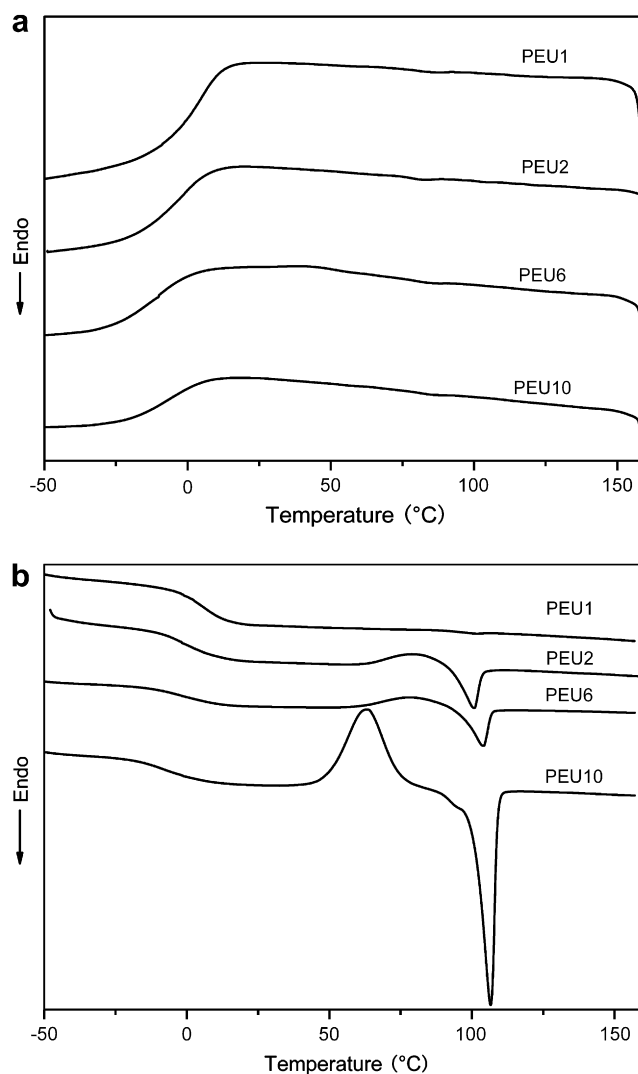 a
PEU1
PEU2
PEU6
PEU10
← Endo
-50 0 50 100 150
Temperature (°C)
b
PEU1
PEU2
PEU6
PEU10
← Endo
-50 0 50 100 150
Temperature (°C)